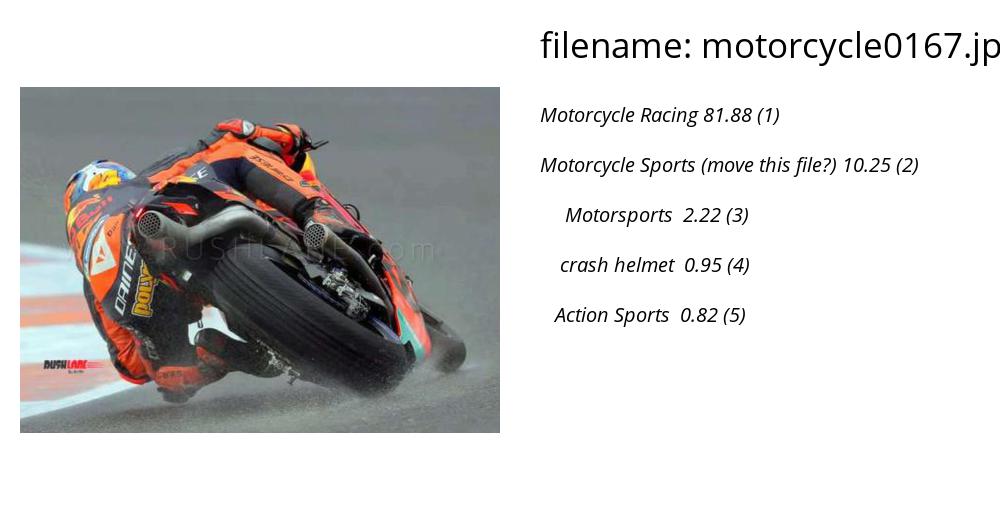 filename: motorcycle0167.jp
Motorcycle Racing 81.88 (1)
Motorcycle Sports (move this file?) 10.25 (2)
Motorsports 2.22 (3)
crash helmet 0.95 (4)
Action Sports 0.82 (5)
DAINESE
RUSHLANE.com
DAINE
POLY
RUSHLANE